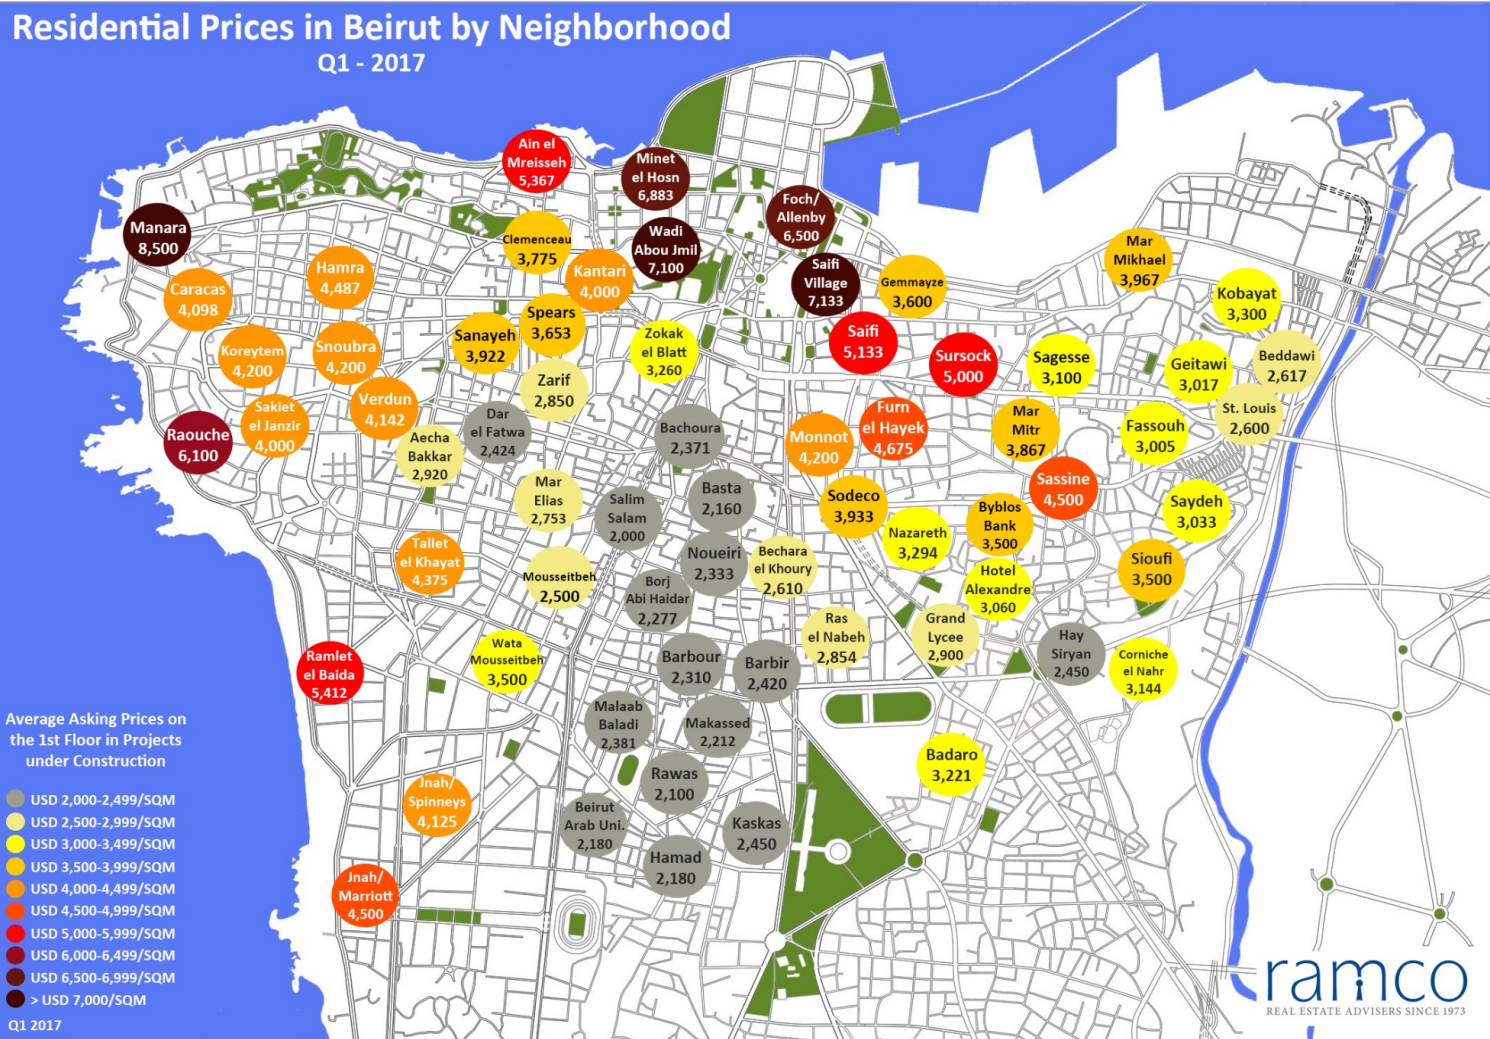 Residential Prices in Beirut by Neighborhood
Q1 - 2017
Ain el
Mreisseh
5,367
Minet
el Hosn
6,883
Foch/
Allenby
6,500
Manara
8,500
Clemenceau
3,775
Wadi
Abou Jmil
7,100
Mar
Mikhael
3,967
Hamra
4,487
Kantari
4,000
Saifi
Village
7,133
Gemmayze
3,600
Caracas
4,098
Kobayat
3,300
Spears
3,653
Sanayeh
3,922
Zokak
el Blatt
3,260
Saifi
5,133
Koreytem
4,200
Snoubra
4,200
Sursock
5,000
Sagesse
3,100
Geitawi
3,017
Beddawi
2,617
Zarif
2,850
Verdun
4,142
Sakiet
el Janzir
4,000
Dar
el Fatwa
2,424
Raouche
6,100
Aecha
Bakkar
2,920
Bachoura
2,371
Monnot
4,200
Furn
el Hayek
4,675
Mar
Mitr
3,867
Fassouh
3,005
St. Louis
2,600
Sassine
4,500
Mar
Elias
2,753
Salim
Salam
2,000
Basta
2,160
Sodeco
3,933
Saydeh
3,033
Byblos
Bank
3,500
Nazareth
3,294
Tallet
el Khayat
4,375
Noueiri
2,333
Bechara
el Khoury
2,610
Mousseitbeh
2,500
Borj
Abi Haidar
2,277
Hotel
Alexandre
3,060
Sioufi
3,500
Ras
el Nabeh
2,854
Grand
Lycee
2,900
Hay
Siryan
2,450
Ramlet
el Baida
5,412
Wata
Mousseitbeh
3,500
Barbour
2,310
Barbir
2,420
Corniche
el Nahr
3,144
Malaab
Baladi
2,381
Makassed
2,212
Badaro
3,221
Rawas
2,100
Jnah/
Spinneys
4,125
Beirut
Arab Uni.
2,180
Kaskas
2,450
Hamad
2,180
Jnah/
Marriott
4,500
Average Asking Prices on
the 1st Floor in Projects
under Construction
USD 2,000-2,499/SQM
USD 2,500-2,999/SQM
USD 3,000-3,499/SQM
USD 3,500-3,999/SQM
USD 4,000-4,499/SQM
USD 4,500-4,999/SQM
USD 5,000-5,999/SQM
USD 6,000-6,499/SQM
USD 6,500-6,999/SQM
> USD 7,000/SQM
Q1 2017
ramco
REAL ESTATE ADVISERS SINCE 1973